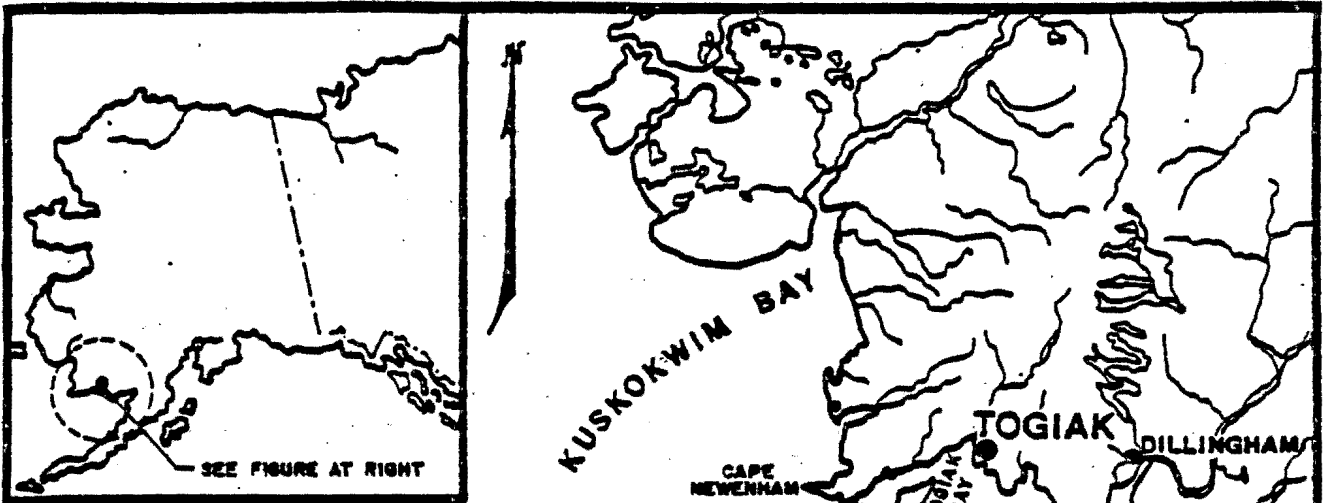 SEE FIGURE AT RIGHT
N
KUSKOKWIM BAY
TOGIAK
DILLINGHAM
CAPE
NEWENHAM